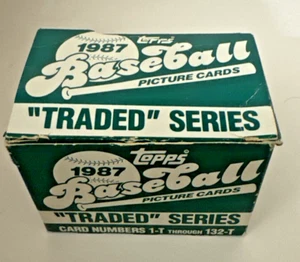 topps
1987
Baseball
PICTURE CARDS
"TRADED" SERIES
topps
1987
Baseball
PICTURE CARDS
"TRADED" SERIES
CARD NUMBERS 1-T THROUGH 132-T